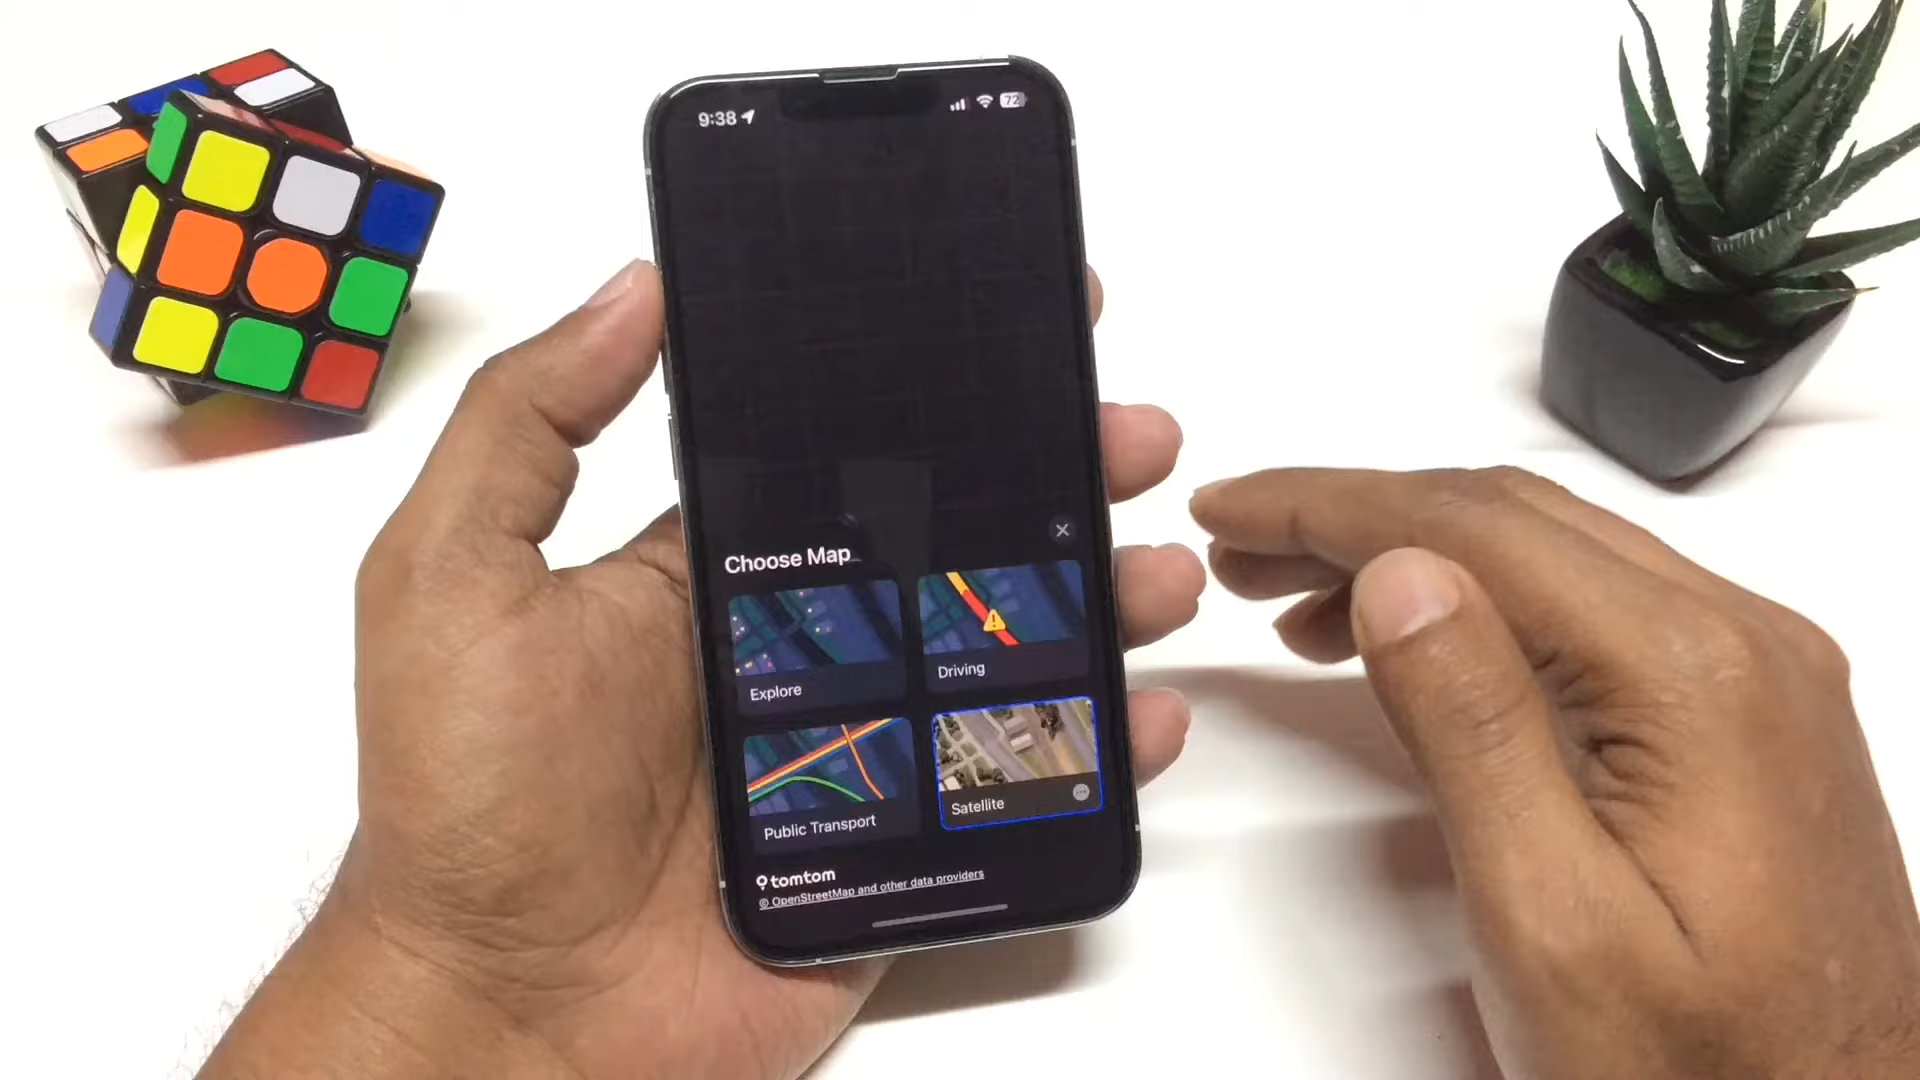 9:38
72
Choose Map
Explore
Driving
Public Transport
Satellite
tomtom
© OpenStreetMap and other data providers